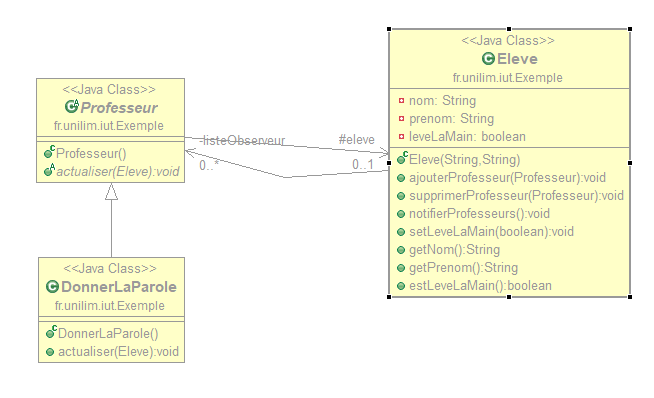 <<Java Class>>
Professeur
fr.unilim.iut.Exemple
Professeur()
actualiser(Eleve):void
<<Java Class>>
DonnerLaParole
fr.unilim.iut.Exemple
DonnerLaParole()
actualiser(Eleve):void
-listeObserveur
0..*
#eleve
0..1
<<Java Class>>
Eleve
fr.unilim.iut.Exemple
nom: String
prenom: String
leveLaMain: boolean
Eleve(String,String)
ajouterProfesseur(Professeur):void
supprimerProfesseur(Professeur):void
notifierProfesseurs():void
setLeveLaMain(boolean):void
getNom():String
getPrenom():String
estLeveLaMain():boolean